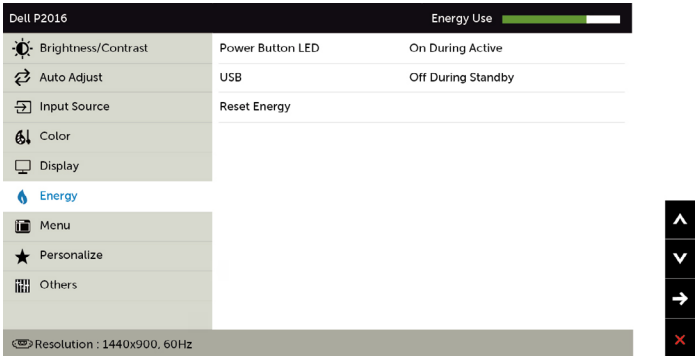 Dell P2016 Energy Use
Brightness/Contrast Power Button LED On During Active
Auto Adjust USB Off During Standby
Input Source Reset Energy
Color
Display
Energy
Menu
Personalize
Others
Resolution : 1440x900, 60Hz